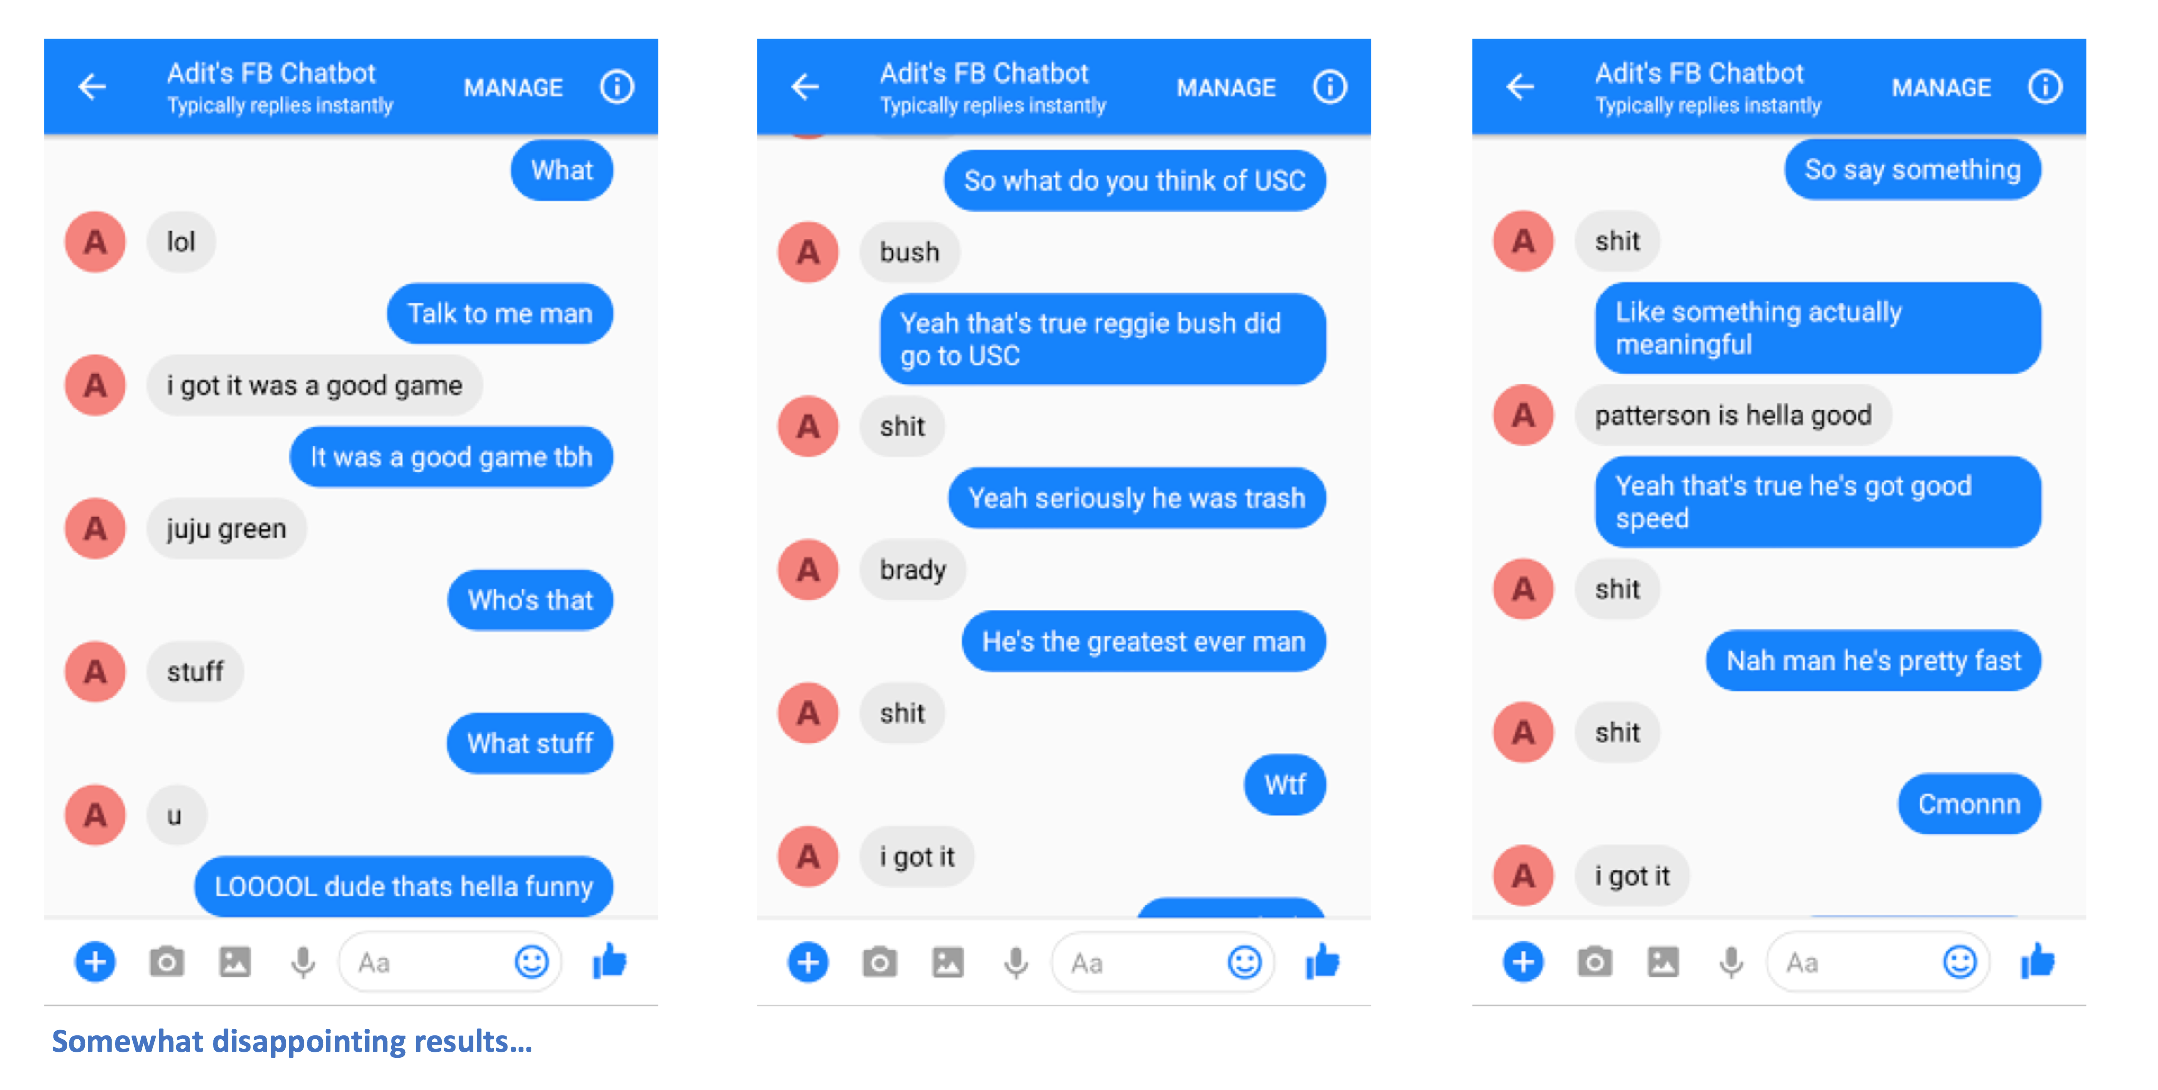 Adit's FB Chatbot
Typically replies instantly
MANAGE
What
A
lol
Talk to me man
A
i got it was a good game
It was a good game tbh
A
juju green
Who's that
A
stuff
What stuff
A
u
LOOOOL dude thats hella funny
Aa
Adit's FB Chatbot
Typically replies instantly
MANAGE
So what do you think of USC
A
bush
Yeah that's true reggie bush did
go to USC
A
shit
Yeah seriously he was trash
A
brady
He's the greatest ever man
A
shit
Wtf
A
i got it
Aa
Adit's FB Chatbot
Typically replies instantly
MANAGE
So say something
A
shit
Like something actually
meaningful
A
patterson is hella good
Yeah that's true he's got good
speed
A
shit
Nah man he's pretty fast
A
shit
Cmonnn
A
i got it
Aa
Somewhat disappointing results...